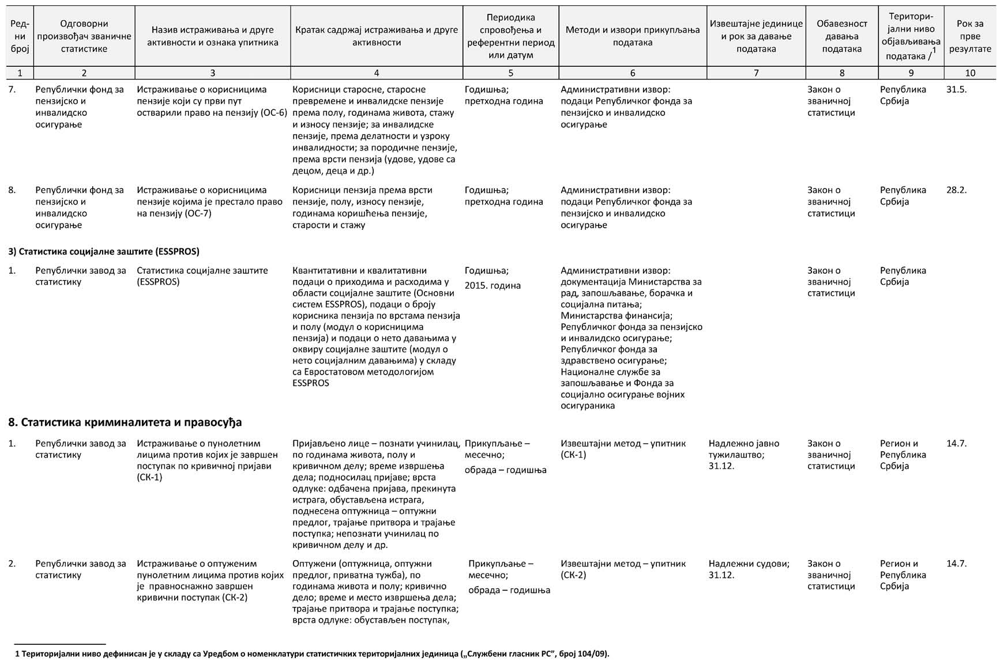 Ред-
ни
број
Одговорни
произвођач званичне
статистике
Назив истраживања и друге
активности и ознака упитника
Кратак садржај истраживања и друге
активности
Периодика
спровођења и
референтни период
или датум
Методи и извори прикупљања
података
Извештајне јединице
и рок за давање
података
Обавезност
давања
података
Територи-
јални ниво
објављивања
података /1
Рок за
прве
резултате
1 2 3 4 5 6 7 8 9 10
7.
Републички фонд за
пензијско и
инвалидско
осигурање
Истраживање о корисницима
пензије који су први пут
остварили право на пензију (ОС-6)
Корисници старосне, старосне
превремене и инвалидске пензије
према полу, годинама живота, стажу
и износу пензије; за инвалидске
пензије, према делатности и узроку
инвалидности; за породичне пензије,
према врсти пензија (удове, удове са
децом, деца и др.)
Годишња;
претходна година
Административни извор:
подаци Републичког фонда за
пензијско и инвалидско
осигурање
Закон о
званичној
статистици
Република
Србија
31.5.
8.
Републички фонд за
пензијско и
инвалидско
осигурање
Истраживање о корисницима
пензије којима је престало право
на пензију (ОС-7)
Корисници пензија према врсти
пензије, полу, износу пензије,
годинама коришћења пензије,
старости и стажу
Годишња;
претходна година
Административни извор:
подаци Републичког фонда за
пензијско и инвалидско
осигурање
Закон о
званичној
статистици
Република
Србија
28.2.
3) Статистика социјалне заштите (ESSPROS)
1.
Републички завод за
статистику
Статистика социјалне заштите
(ESSPROS)
Квантитативни и квалитативни
подаци о приходима и расходима у
области социјалне заштите (Основни
систем ESSPROS), подаци о броју
корисника пензија по врстама пензија
и полу (модул о корисницима
пензија) и подаци о нето давањима у
оквиру социјалне заштите (модул о
нето социјалним давањима) у складу
са Евростатовом методологијом
ESSPROS
Годишња;
2015. година
Административни извор:
документација Министарства за
рад, запошљавање, борачка и
социјална питања;
Министарства финансија;
Републичког фонда за пензијско
и инвалидско осигурање;
Републичког фонда за
здравствено осигурање;
Националне службе за
запошљавање и Фонда за
социјално осигурање војних
осигураника
Закон о
званичној
статистици
Република
Србија
8. Статистика криминалитета и правосуђа
1.
Републички завод за
статистику
Истраживање о пунолетним
лицима против којих је завршен
поступак по кривичној пријави
(СК-1)
Пријављено лице – познати учинилац,
по годинама живота, полу и
кривичном делу; време извршења
дела; подносилац пријаве; врста
одлуке: одбачена пријава, прекинута
истрага, обустављена истрага,
поднесена оптужница – оптужни
предлог, трајање притвора и трајање
поступка; непознати учинилац по
кривичном делу и др.
Прикупљање –
месечно;
обрада – годишња
Извештајни метод – упитник
(СК-1)
Надлежно јавно
тужилаштво;
31.12.
Закон о
званичној
статистици
Регион и
Република
Србија
14.7.
2.
Републички завод за
статистику
Истраживање о оптуженим
пунолетним лицима против којих
је правоснажно завршен
кривични поступак (СК-2)
Оптужени (оптужница, оптужни
предлог, приватна тужба), по
годинама живота и полу; кривично
дело; време и место извршења дела;
трајање притвора и трајање поступка;
врста одлуке: обустављен поступак,
Прикупљање –
месечно;
обрада – годишња
Извештајни метод – упитник
(СК-2)
Надлежни судови;
31.12.
Закон о
званичној
статистици
Регион и
Република
Србија
14.7.
1 Територијални ниво дефинисан је у складу са Уредбом о номенклатури статистичких територијалних јединица („Службени гласник РС”, број 104/09).